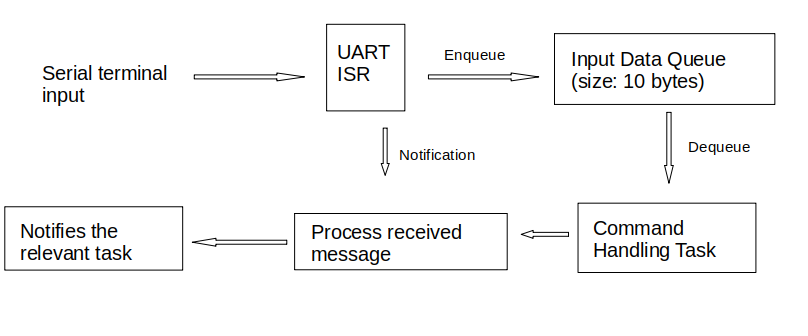 Serial terminal
input
UART
ISR
Enqueue
Input Data Queue
(size: 10 bytes)
Notification
Dequeue
Notifies the
relevant task
Process received
message
Command
Handling Task